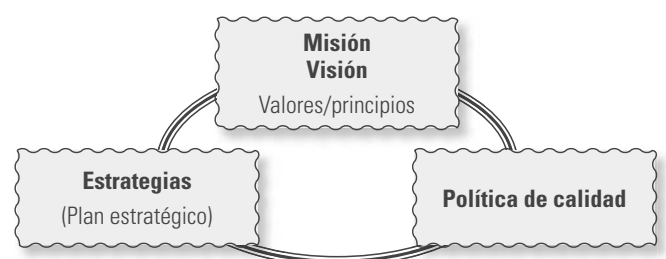 Misión
Visión
Valores/principios
Estrategias
(Plan estratégico)
Política de calidad